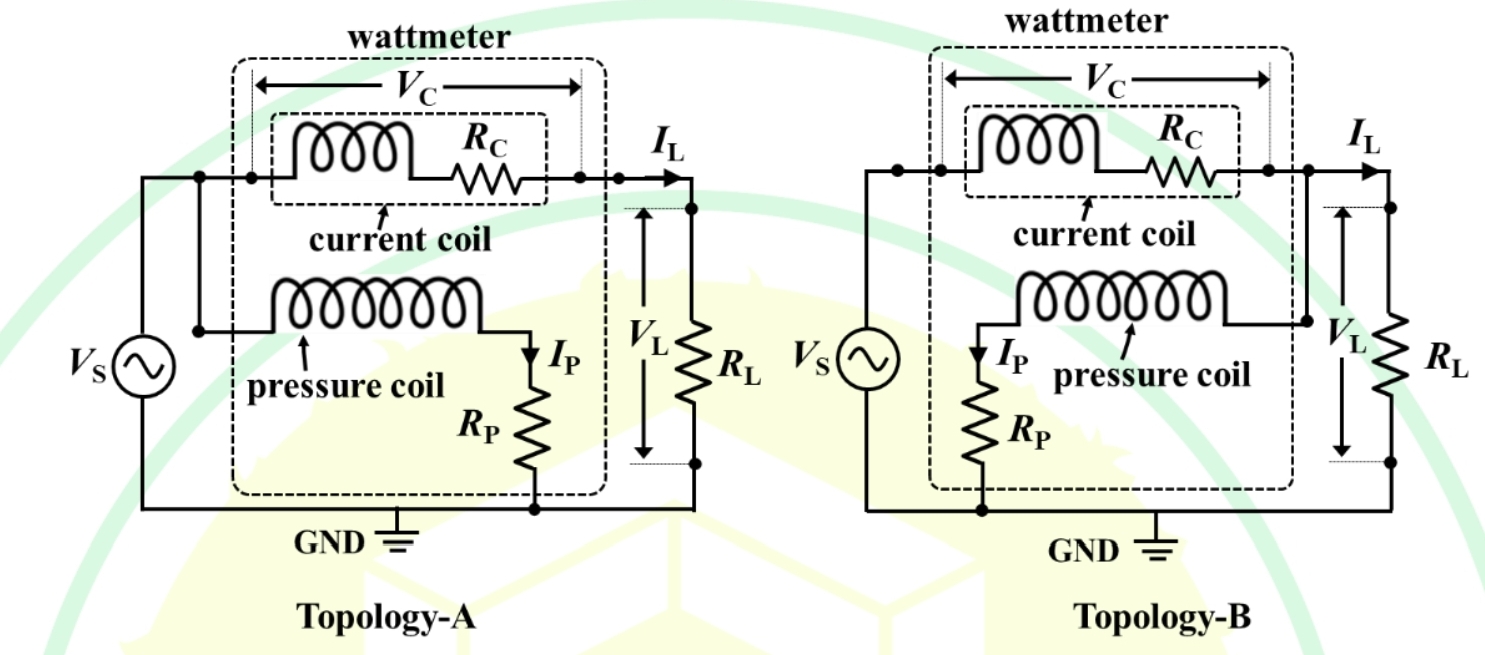 wattmeter
V_C
R_C
I_L
current coil
V_S
pressure coil
I_P
R_P
V_L
R_L
GND
Topology-A
wattmeter
V_C
R_C
I_L
current coil
V_S
I_P
pressure coil
R_P
V_L
R_L
GND
Topology-B